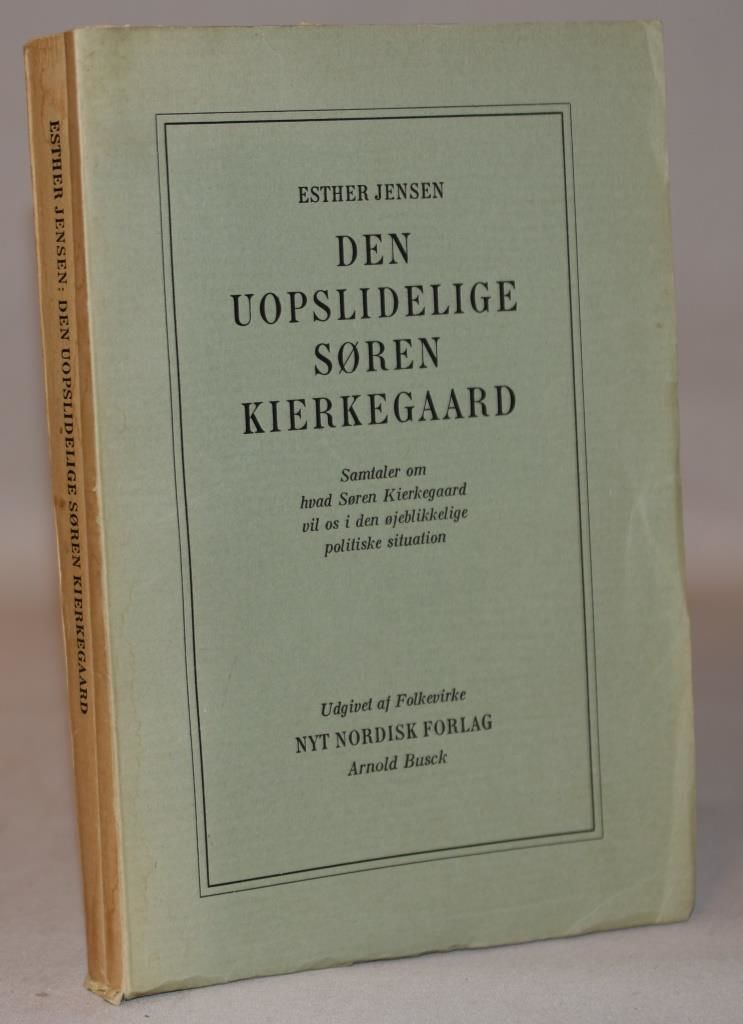 ESTHER JENSEN: DEN UOPSLIDELIGE SØREN KIERKEGAARD
ESTHER JENSEN
DEN
UOPSLIDELIGE
SØREN
KIERKEGAARD
Samtaler om
hvad Søren Kierkegaard
vil os i den øjeblikkelige
politiske situation
Udgivet af Folkevirke
NYT NORDISK FORLAG
Arnold Busck